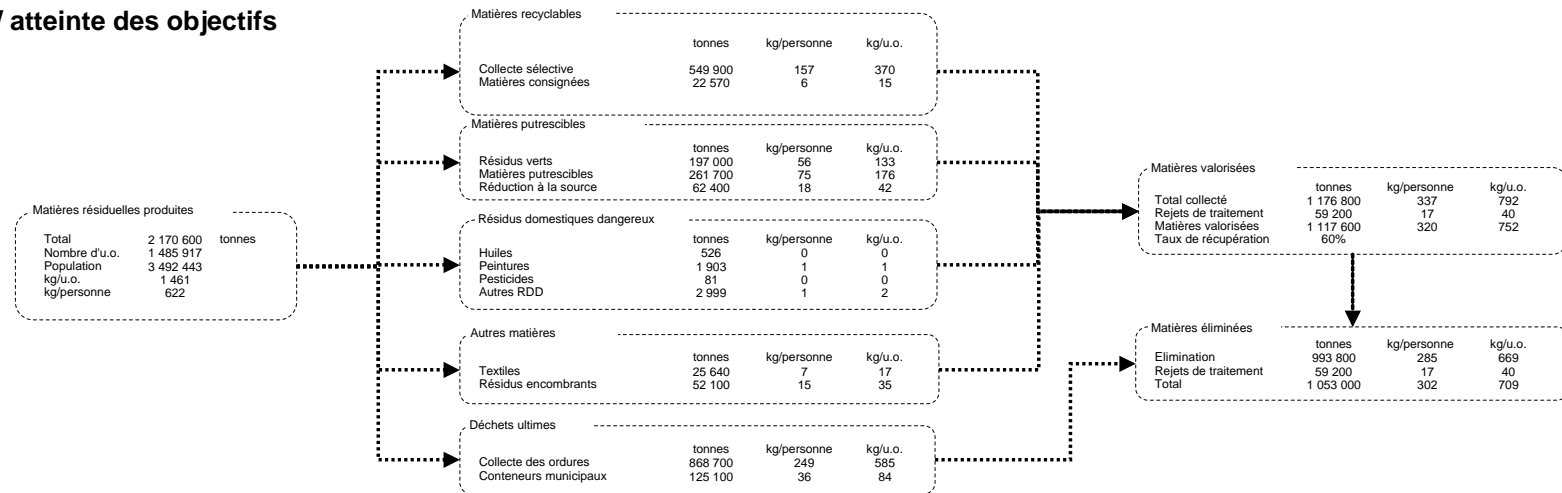 / atteinte des objectifs
Matières résiduelles produites
Total 2 170 600 tonnes
Nombre d'u.o. 1 485 917
Population 3 492 443
kg/u.o. 1 461
kg/personne 622
Matières recyclables
tonnes kg/personne kg/u.o.
Collecte sélective 549 900 157 370
Matières consignées 22 570 6 15
Matières putrescibles
tonnes kg/personne kg/u.o.
Résidus verts 197 000 56 133
Matières putrescibles 261 700 75 176
Réduction à la source 62 400 18 42
Résidus domestiques dangereux
tonnes kg/personne kg/u.o.
Huiles 526 0 0
Peintures 1 903 1 1
Pesticides 81 0 0
Autres RDD 2 999 1 2
Autres matières
tonnes kg/personne kg/u.o.
Textiles 25 640 7 17
Résidus encombrants 52 100 15 35
Déchets ultimes
tonnes kg/personne kg/u.o.
Collecte des ordures 868 700 249 585
Conteneurs municipaux 125 100 36 84
Matières valorisées
tonnes kg/personne kg/u.o.
Total collecté 1 176 800 337 792
Rejets de traitement 59 200 17 40
Matières valorisées 1 117 600 320 752
Taux de récupération 60%
Matières éliminées
tonnes kg/personne kg/u.o.
Elimination 993 800 285 669
Rejets de traitement 59 200 17 40
Total 1 053 000 302 709